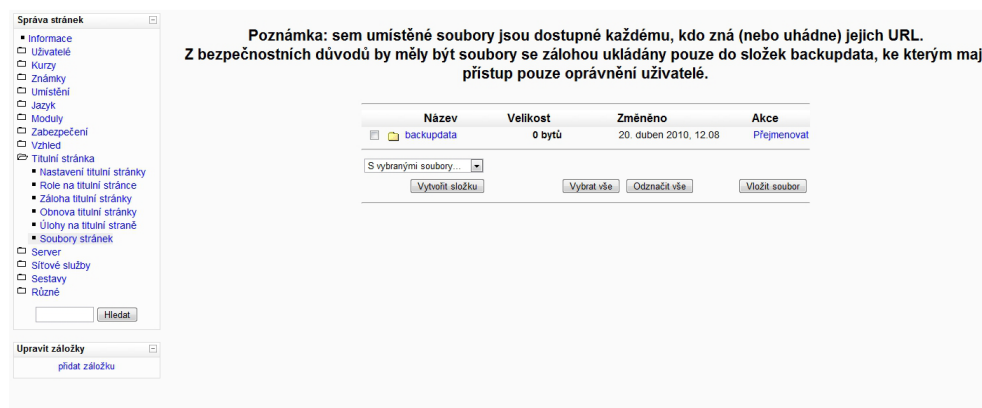 Správa stránek
Informace
Uživatelé
Kurzy
Známky
Umístění
Jazyk
Moduly
Zabezpečení
Vzhled
Titulní stránka
Nastavení titulní stránky
Role na titulní stránce
Záloha titulní stránky
Obnova titulní stránky
Úlohy na titulní straně
Soubory stránek
Server
Síťové služby
Sestavy
Různé
Hledat
Upravit záložky
přidat záložku
Poznámka: sem umístěné soubory jsou dostupné každému, kdo zná (nebo uhádne) jejich URL.
Z bezpečnostních důvodů by měly být soubory se zálohou ukládány pouze do složek backupdata, ke kterým maj
přístup pouze oprávnění uživatelé.
Název Velikost Změněno Akce
backupdata 0 bytů 20. duben 2010, 12.08 Přejmenovat
S vybranými soubory...
Vytvořit složku Vybrat vše Odznačit vše Vložit soubor